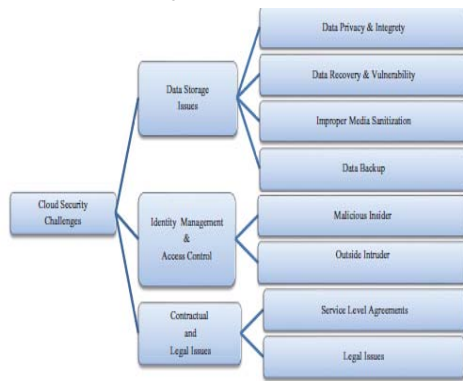 Data Privacy & Integrety
Data Storage
Issues
Data Recovery & Vulnerability
Improper Media Sanitization
Data Backup
Cloud Security
Challenges
Identity Management
&
Access Control
Malicious Insider
Outside Intruder
Contractual
and
Legal Issues
Service Level Agreements
Legal Issues